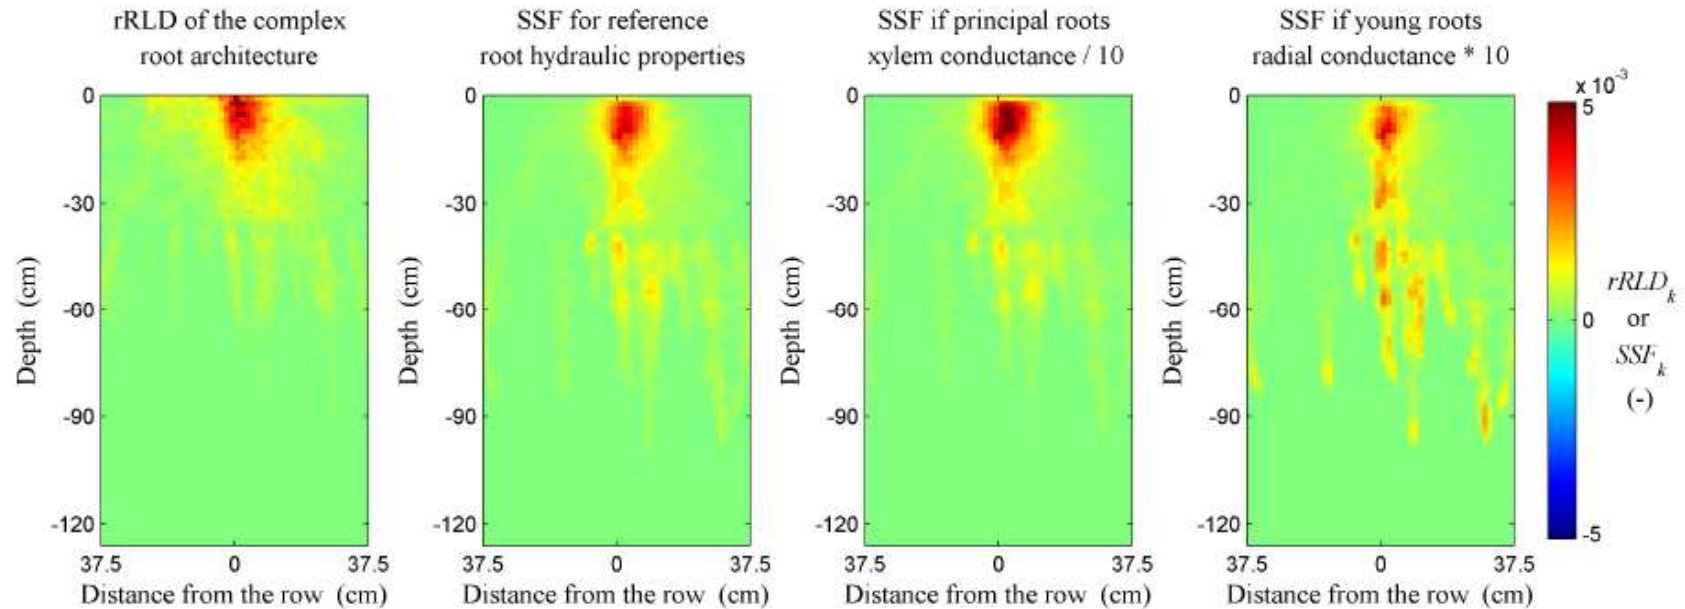 rRLD of the complex
root architecture
SSF for reference
root hydraulic properties
SSF if principal roots
xylem conductance / 10
SSF if young roots
radial conductance * 10
0
-30
-60
-90
-120
Depth (cm)
37.5
0
37.5
Distance from the row (cm)
0
-30
-60
-90
-120
Depth (cm)
37.5
0
37.5
Distance from the row (cm)
0
-30
-60
-90
-120
Depth (cm)
37.5
0
37.5
Distance from the row (cm)
0
-30
-60
-90
-120
Depth (cm)
37.5
0
37.5
Distance from the row (cm)
x 10⁻³
5
0
-5
rRLDₖ
or
SSFₖ
(-)